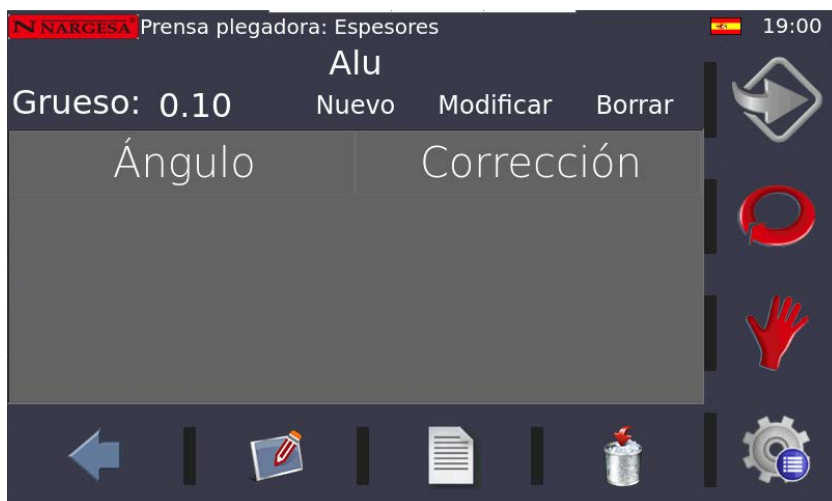 N NARGESA® Prensa plegadora: Espesores 19:00
Alu
Grueso: 0.10 Nuevo Modificar Borrar
Ángulo Corrección